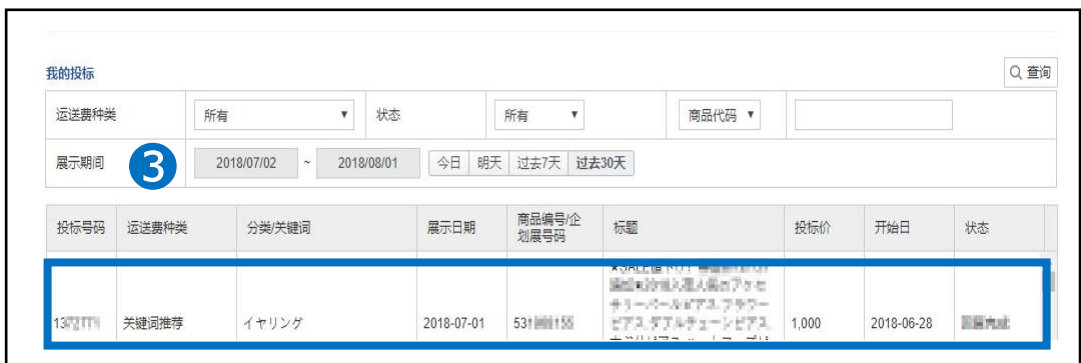 我的投标
查询
运送费种类 所有 状态 所有 商品代码
展示期间 3 2018/07/02 ~ 2018/08/01 今日 明天 过去7天 过去30天
投标号码 运送费种类 分类/关键词 展示日期 商品编号/企划展号码 标题 投标价 开始日 状态
关键词推荐 イヤリング 2018-07-01 1,000 2018-06-28